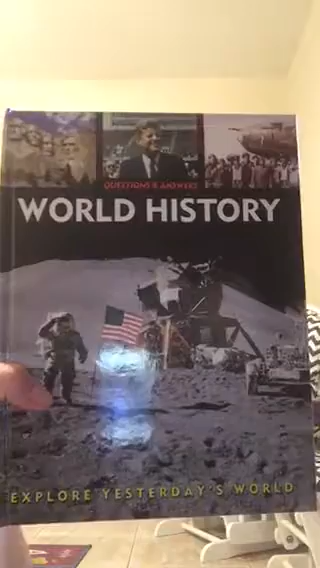 QUESTIONS & ANSWERS
WORLD HISTORY
EXPLORE YESTERDAY'S WORLD